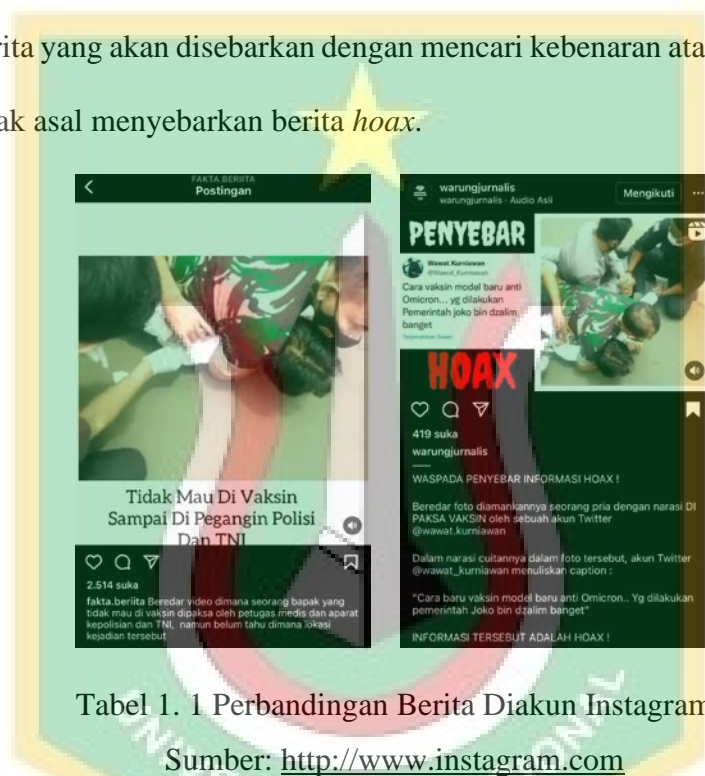 rita yang akan disebarkan dengan mencari kebenaran ata
ak asal menyebarkan berita hoax.
FAKTA.BERIITA
Postingan
Tidak Mau Di Vaksin
Sampai Di Pegangin Polisi
Dan TNI
2.514 suka
fakta.beriita Beredar video dimana seorang bapak yang
tidak mau di vaksin dipaksa oleh petugas medis dan aparat
kepolisian dan TNI, namun belum tahu dimana lokasi
kejadian tersebut
warungjurnalis
warungjurnalis · Audio Asli
Mengikuti
PENYEBAR
Wawat Kurniawan
@Wawat_Kurniawan
Cara vaksin model baru anti
Omicron... yg dilakukan
Pemerintah joko bin dzalim
banget
HOAX
419 suka
warungjurnalis
WASPADA PENYEBAR INFORMASI HOAX !
Beredar foto diamankannya seorang pria dengan narasi DI
PAKSA VAKSIN oleh sebuah akun Twitter
@wawat.kurniawan
Dalam narasi cuitannya dalam foto tersebut, akun Twitter
@wawat_kurniawan menuliskan caption :
"Cara baru vaksin model baru anti Omicron.. Yg dilakukan
pemerintah Joko bin dzalim banget"
INFORMASI TERSEBUT ADALAH HOAX !
Tabel 1. 1 Perbandingan Berita Diakun Instagram
Sumber: http://www.instagram.com